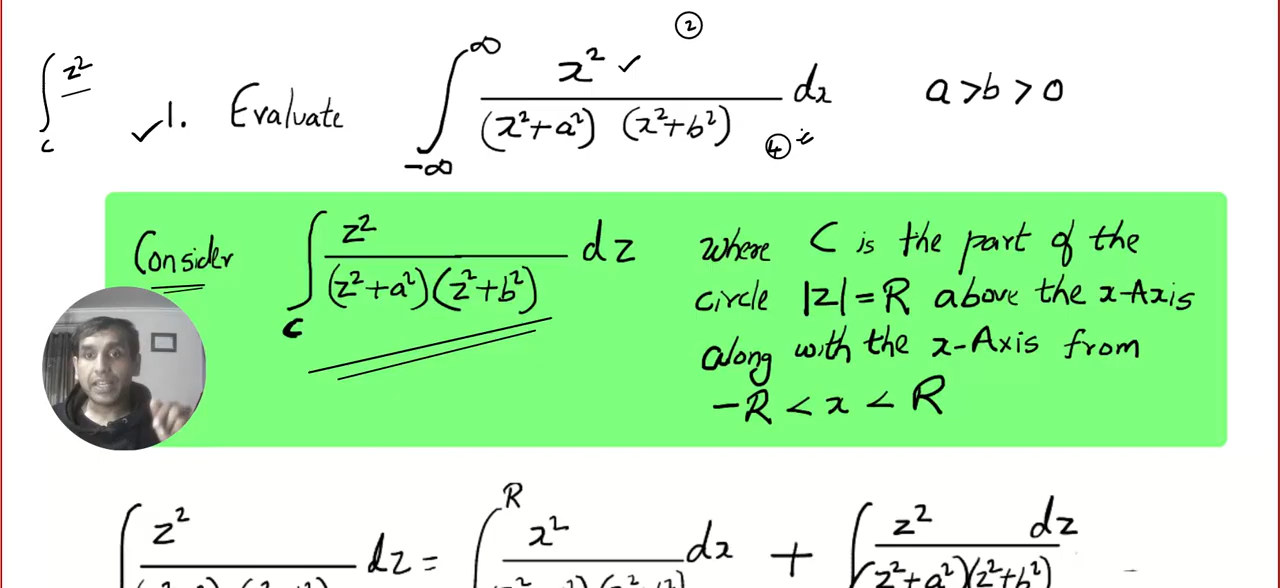 ②
∫_C z²
✓1. Evaluate ∫_{-∞}^{∞} x² ✓ / (x²+a²) (x²+b²) dx a > b > 0
④
Consider ∫_C z² / (z²+a²)(z²+b²) dz where C is the part of the
circle |z| = R above the x-Axis
along with the x-Axis from
-R < x < R
∫ z² dz = ∫^R x² dx + ∫ z² dz / (z²+a²)(z²+b²)